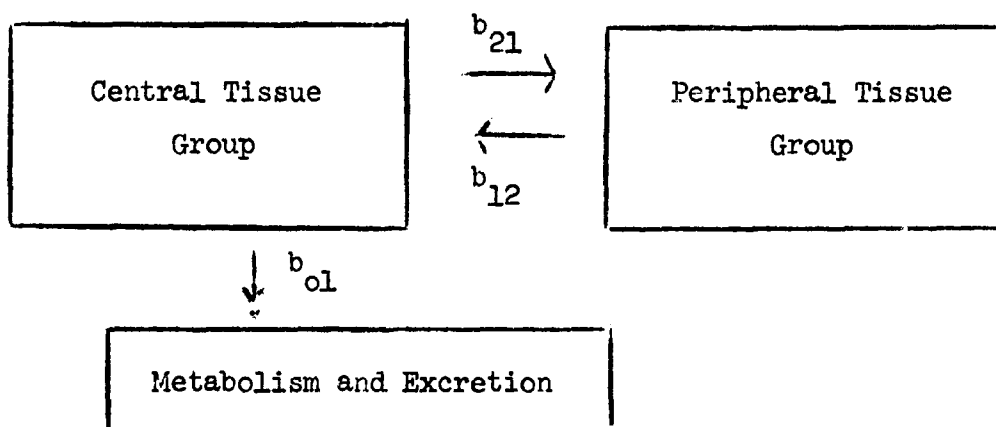 Central Tissue
Group
b21
b12
Peripheral Tissue
Group
bo1
Metabolism and Excretion